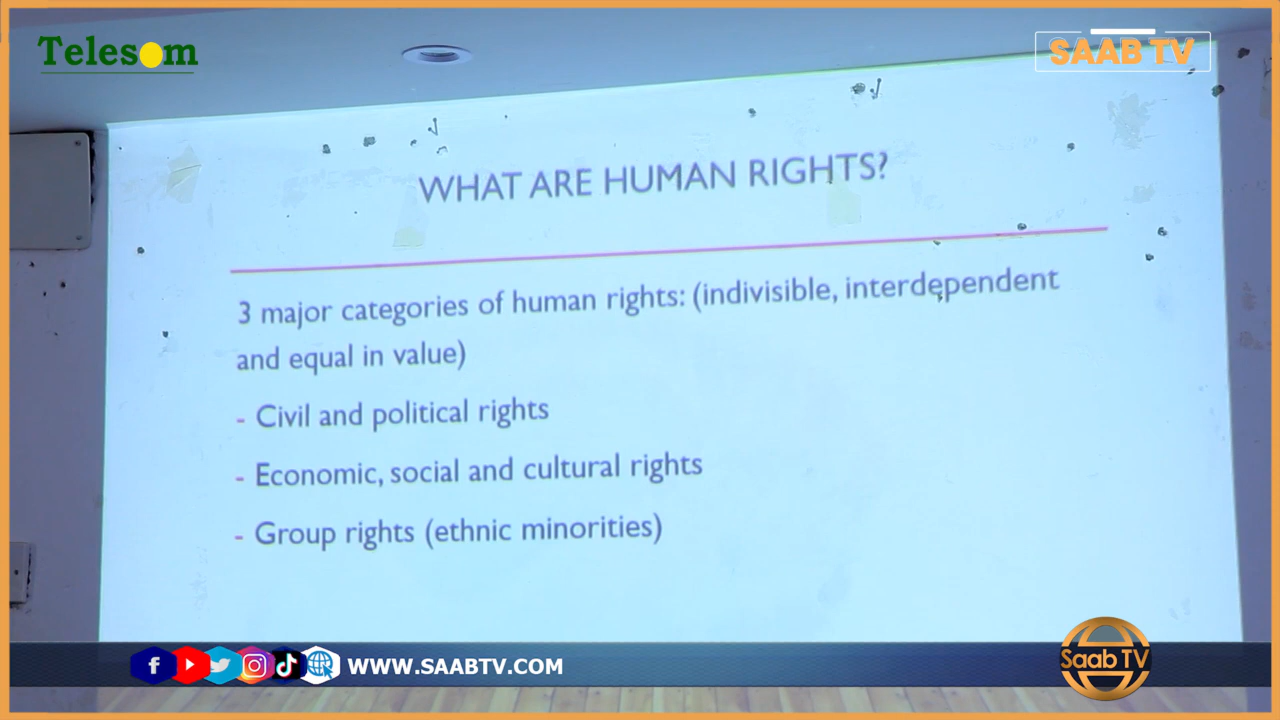 Telesom
SAAB TV
WHAT ARE HUMAN RIGHTS?
3 major categories of human rights: (indivisible, interdependent
and equal in value)
- Civil and political rights
- Economic, social and cultural rights
- Group rights (ethnic minorities)
WWW.SAABTV.COM
Saab TV